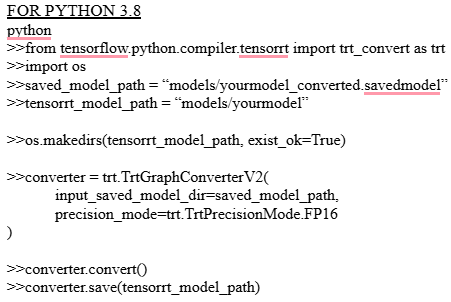 FOR PYTHON 3.8
python
>>from tensorflow.python.compiler.tensorrt import trt_convert as trt
>>import os
>>saved_model_path = “models/yourmodel_converted.savedmodel”
>>tensorrt_model_path = “models/yourmodel”
>>os.makedirs(tensorrt_model_path, exist_ok=True)
>>converter = trt.TrtGraphConverterV2(
input_saved_model_dir=saved_model_path,
precision_mode=trt.TrtPrecisionMode.FP16
)
>>converter.convert()
>>converter.save(tensorrt_model_path)